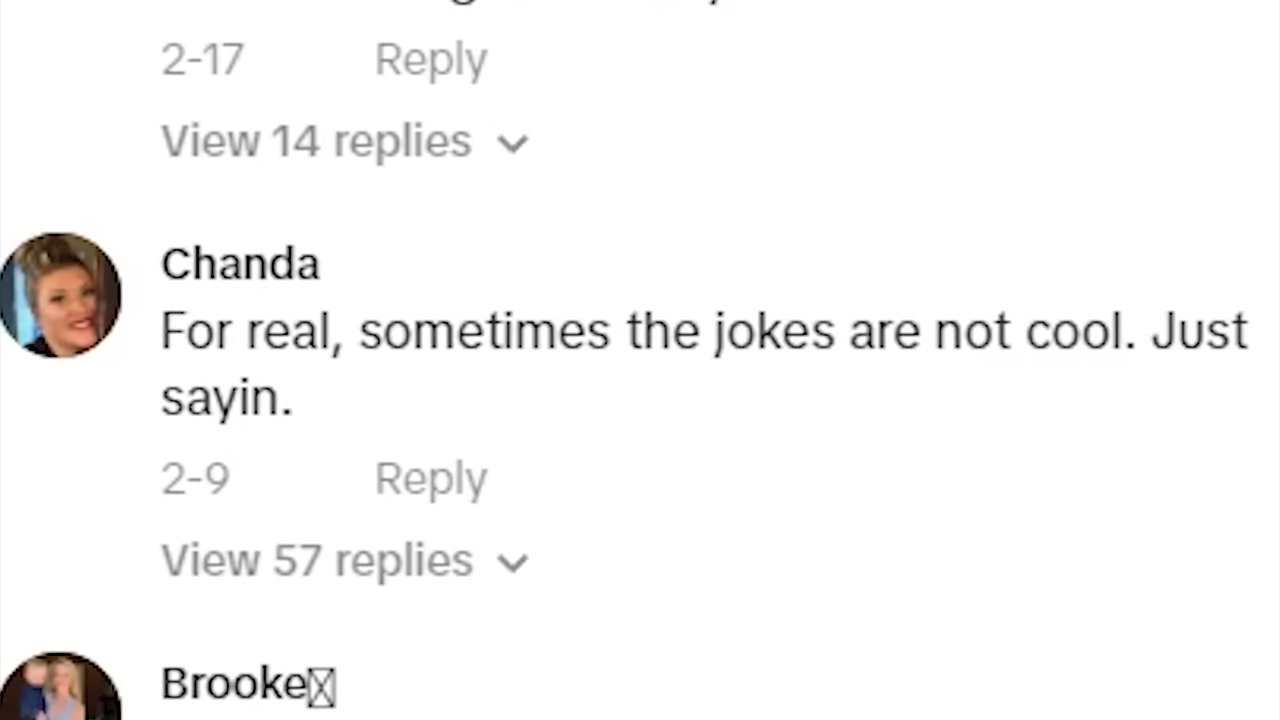 2-17 Reply
View 14 replies
Chanda
For real, sometimes the jokes are not cool. Just
sayin.
2-9 Reply
View 57 replies
Brooke